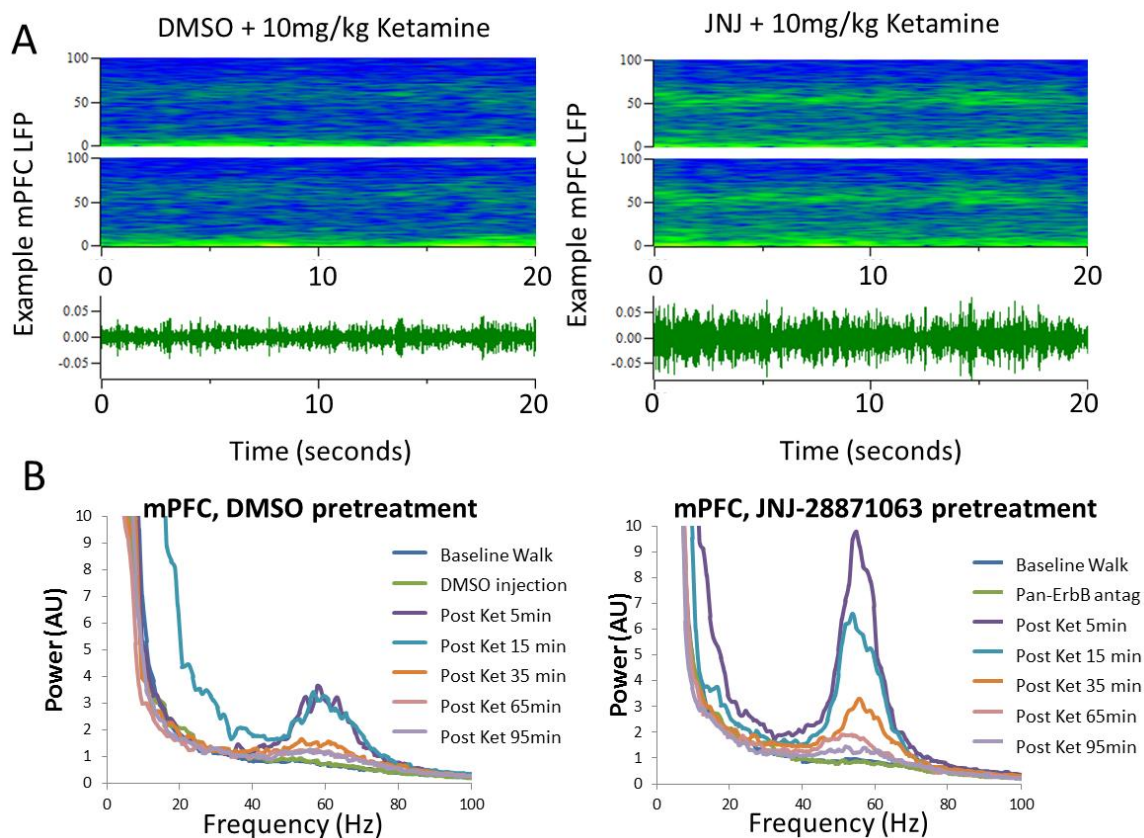 A
DMSO + 10mg/kg Ketamine
JNJ + 10mg/kg Ketamine
Example mPFC LFP
100
50
0
100
50
0
0 10 20
0.05
0.00
-0.05
0 10 20
Time (seconds)
Example mPFC LFP
100
50
0
100
50
0
0 10 20
0.05
0.00
-0.05
0 10 20
Time (seconds)
B
mPFC, DMSO pretreatment
Power (AU)
10
9
8
7
6
5
4
3
2
1
0
0 20 40 60 80 100
Frequency (Hz)
Baseline Walk
DMSO injection
Post Ket 5min
Post Ket 15 min
Post Ket 35 min
Post Ket 65min
Post Ket 95min
mPFC, JNJ-28871063 pretreatment
Power (AU)
10
9
8
7
6
5
4
3
2
1
0
0 20 40 60 80 100
Frequency (Hz)
Baseline Walk
Pan-ErbB antag
Post Ket 5min
Post Ket 15 min
Post Ket 35 min
Post Ket 65min
Post Ket 95min